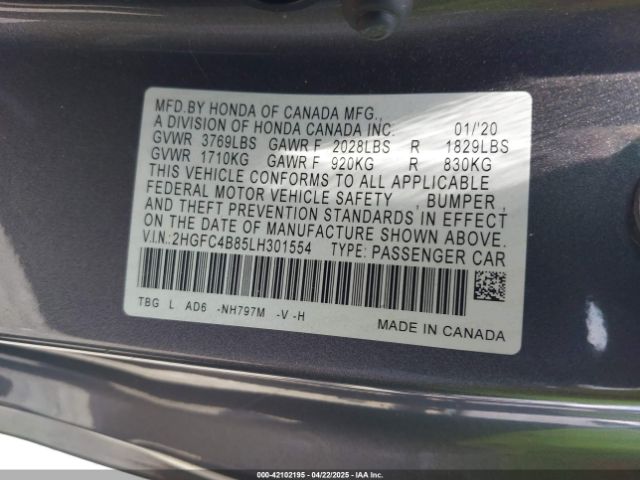 MFD.BY HONDA OF CANADA MFG.,
A DIVISION OF HONDA CANADA INC. 01/'20
GVWR 3769LBS GAWR F 2028LBS R 1829LBS
GVWR 1710KG GAWR F 920KG R 830KG
THIS VEHICLE CONFORMS TO ALL APPLICABLE
FEDERAL MOTOR VEHICLE SAFETY , BUMPER ,
AND THEFT PREVENTION STANDARDS IN EFFECT
ON THE DATE OF MANUFACTURE SHOWN ABOVE.
V.I.N.:2HGFC4B85LH301554 TYPE: PASSENGER CAR
TBG L AD6 -NH797M -V -H
MADE IN CANADA
000-42102195 - 04/22/2025 - IAA Inc.